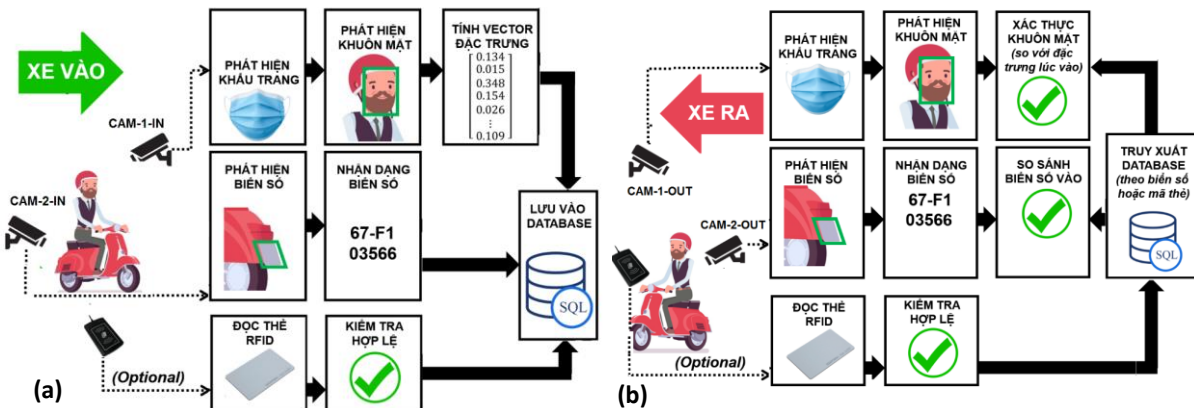 XE VÀO
CAM-1-IN
CAM-2-IN
PHÁT HIỆN
KHẨU TRANG
PHÁT HIỆN
KHUÔN MẶT
TÍNH VECTOR
ĐẶC TRƯNG
0.134
0.015
0.348
0.154
0.026
⋮
0.109
PHÁT HIỆN
BIỂN SỐ
NHẬN DẠNG
BIỂN SỐ
67-F1
03566
LƯU VÀO
DATABASE
SQL
ĐỌC THẺ
RFID
KIỂM TRA
HỢP LỆ
(Optional)
(a)
XE RA
CAM-1-OUT
CAM-2-OUT
PHÁT HIỆN
KHẨU TRANG
PHÁT HIỆN
KHUÔN MẶT
XÁC THỰC
KHUÔN MẶT
(so với đặc
trưng lúc vào)
PHÁT HIỆN
BIỂN SỐ
NHẬN DẠNG
BIỂN SỐ
67-F1
03566
SO SÁNH
BIỂN SỐ VÀO
TRUY XUẤT
DATABASE
(theo biển số
hoặc mã thẻ)
SQL
ĐỌC THẺ
RFID
KIỂM TRA
HỢP LỆ
(Optional)
(b)